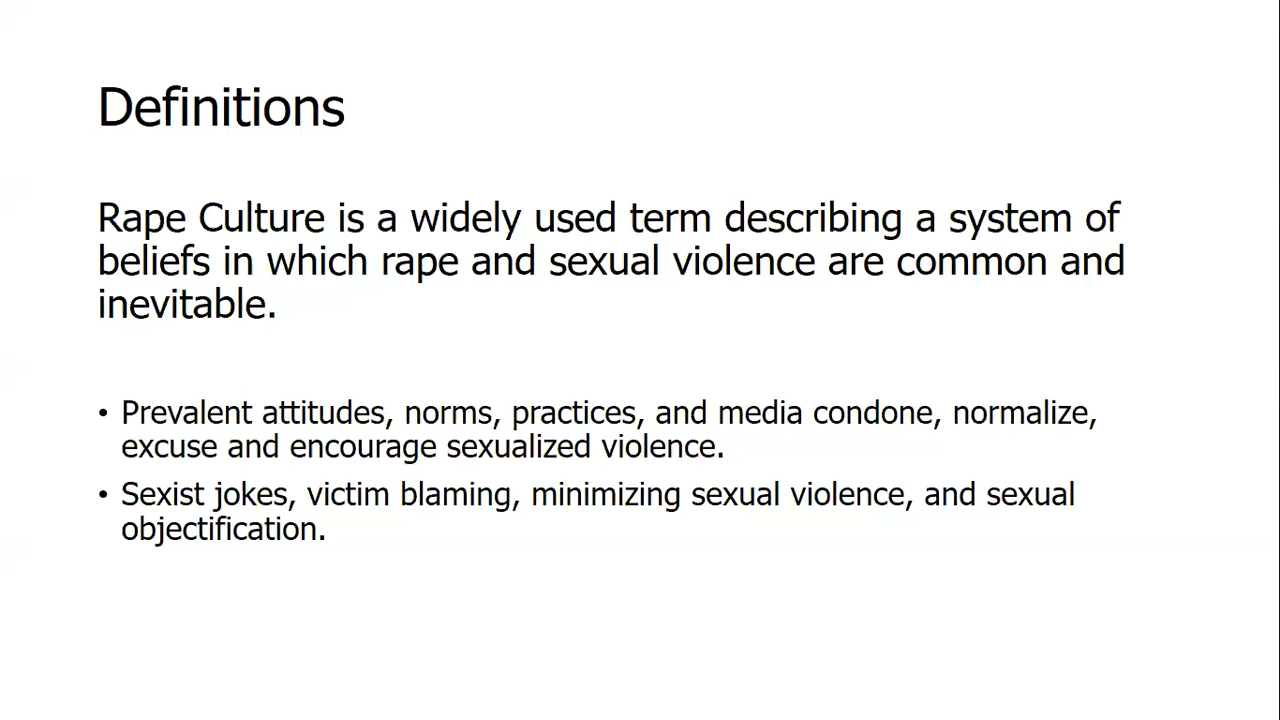 Definitions
Rape Culture is a widely used term describing a system of
beliefs in which rape and sexual violence are common and
inevitable.
• Prevalent attitudes, norms, practices, and media condone, normalize,
excuse and encourage sexualized violence.
• Sexist jokes, victim blaming, minimizing sexual violence, and sexual
objectification.